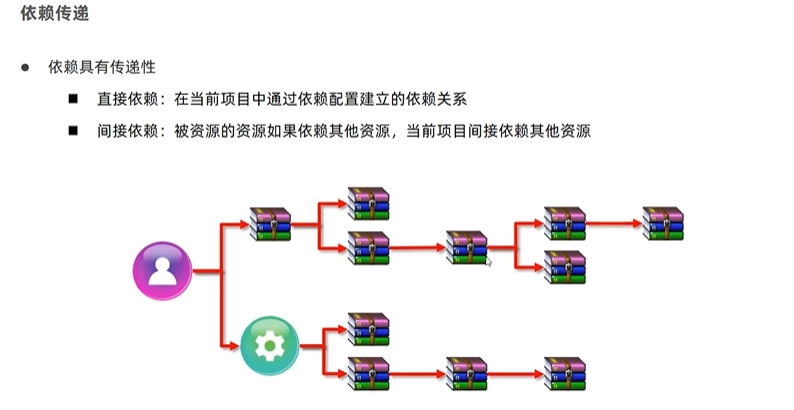 依赖传递
● 依赖具有传递性
■ 直接依赖：在当前项目中通过依赖配置建立的依赖关系
■ 间接依赖：被资源的资源如果依赖其他资源，当前项目间接依赖其他资源